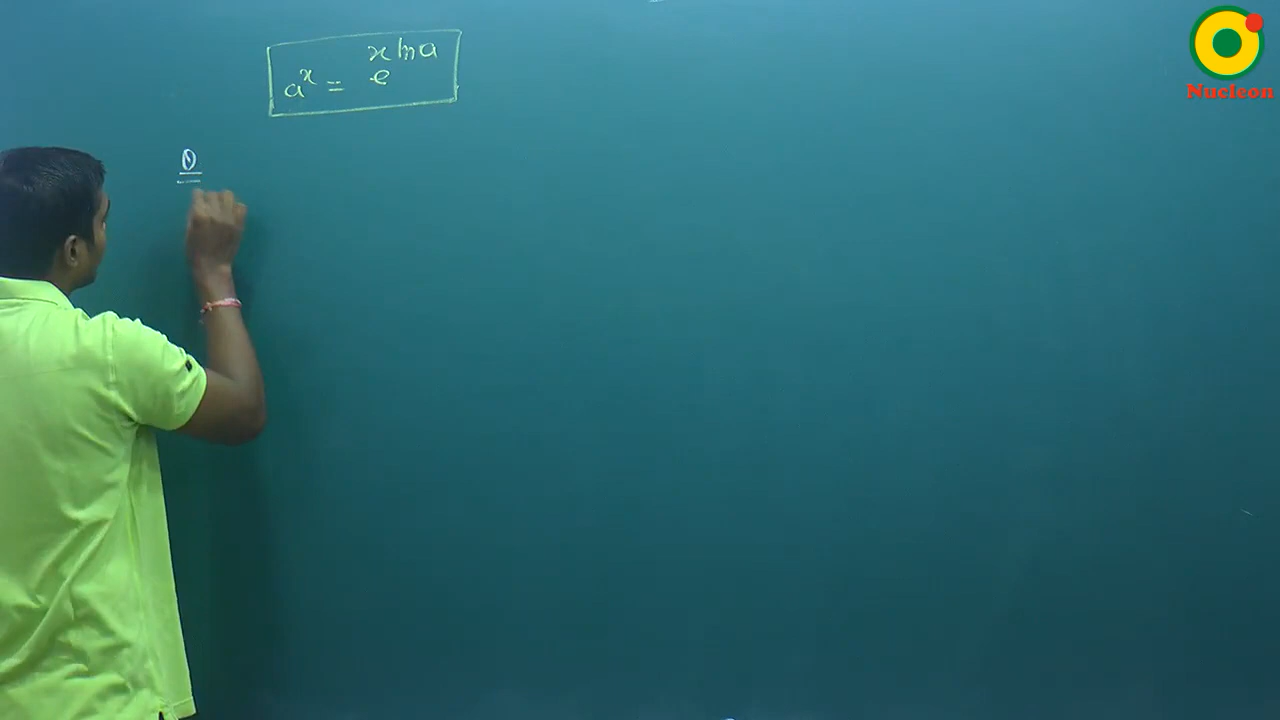 a^x = e^{x ln a}
Q
Nucleon